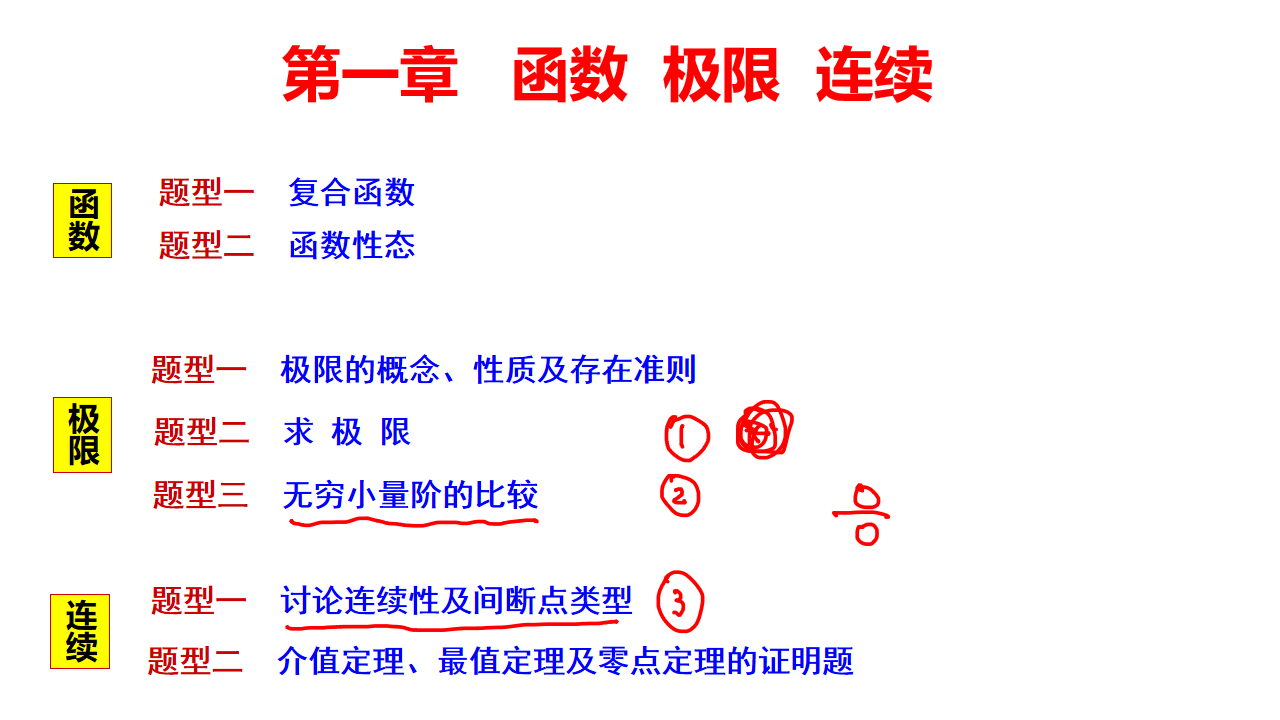 第一章 函数 极限 连续
函数
题型一 复合函数
题型二 函数性态
极限
题型一 极限的概念、性质及存在准则
题型二 求 极 限 ①
题型三 无穷小量阶的比较 ②
0
0
连续
题型一 讨论连续性及间断点类型 ③
题型二 介值定理、最值定理及零点定理的证明题